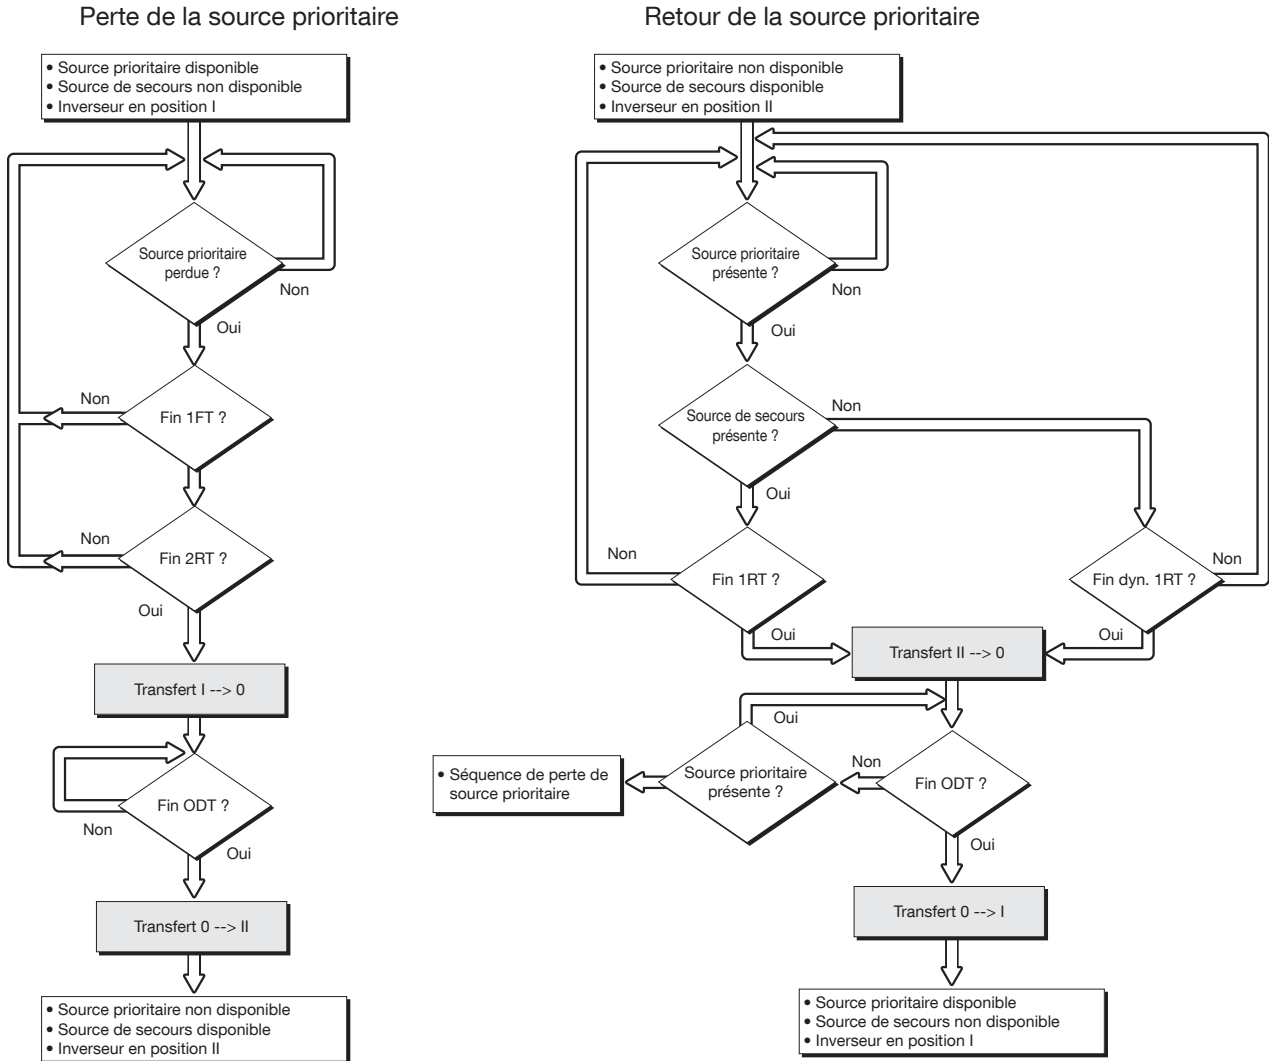 Perte de la source prioritaire
• Source prioritaire disponible
• Source de secours non disponible
• Inverseur en position I
Source prioritaire
perdue ?
Non
Oui
Non
Fin 1FT ?
Non
Fin 2RT ?
Oui
Transfert I --> 0
Fin ODT ?
Non
Oui
Transfert 0 --> II
• Source prioritaire non disponible
• Source de secours disponible
• Inverseur en position II
Retour de la source prioritaire
• Source prioritaire non disponible
• Source de secours disponible
• Inverseur en position II
Source prioritaire
présente ?
Non
Oui
Source de secours
présente ?
Non
Oui
Non
Fin 1RT ?
Oui
Fin dyn. 1RT ?
Non
Oui
Transfert II --> 0
Oui
• Séquence de perte de
source prioritaire
Source prioritaire
présente ?
Non
Fin ODT ?
Oui
Transfert 0 --> I
• Source prioritaire disponible
• Source de secours non disponible
• Inverseur en position I